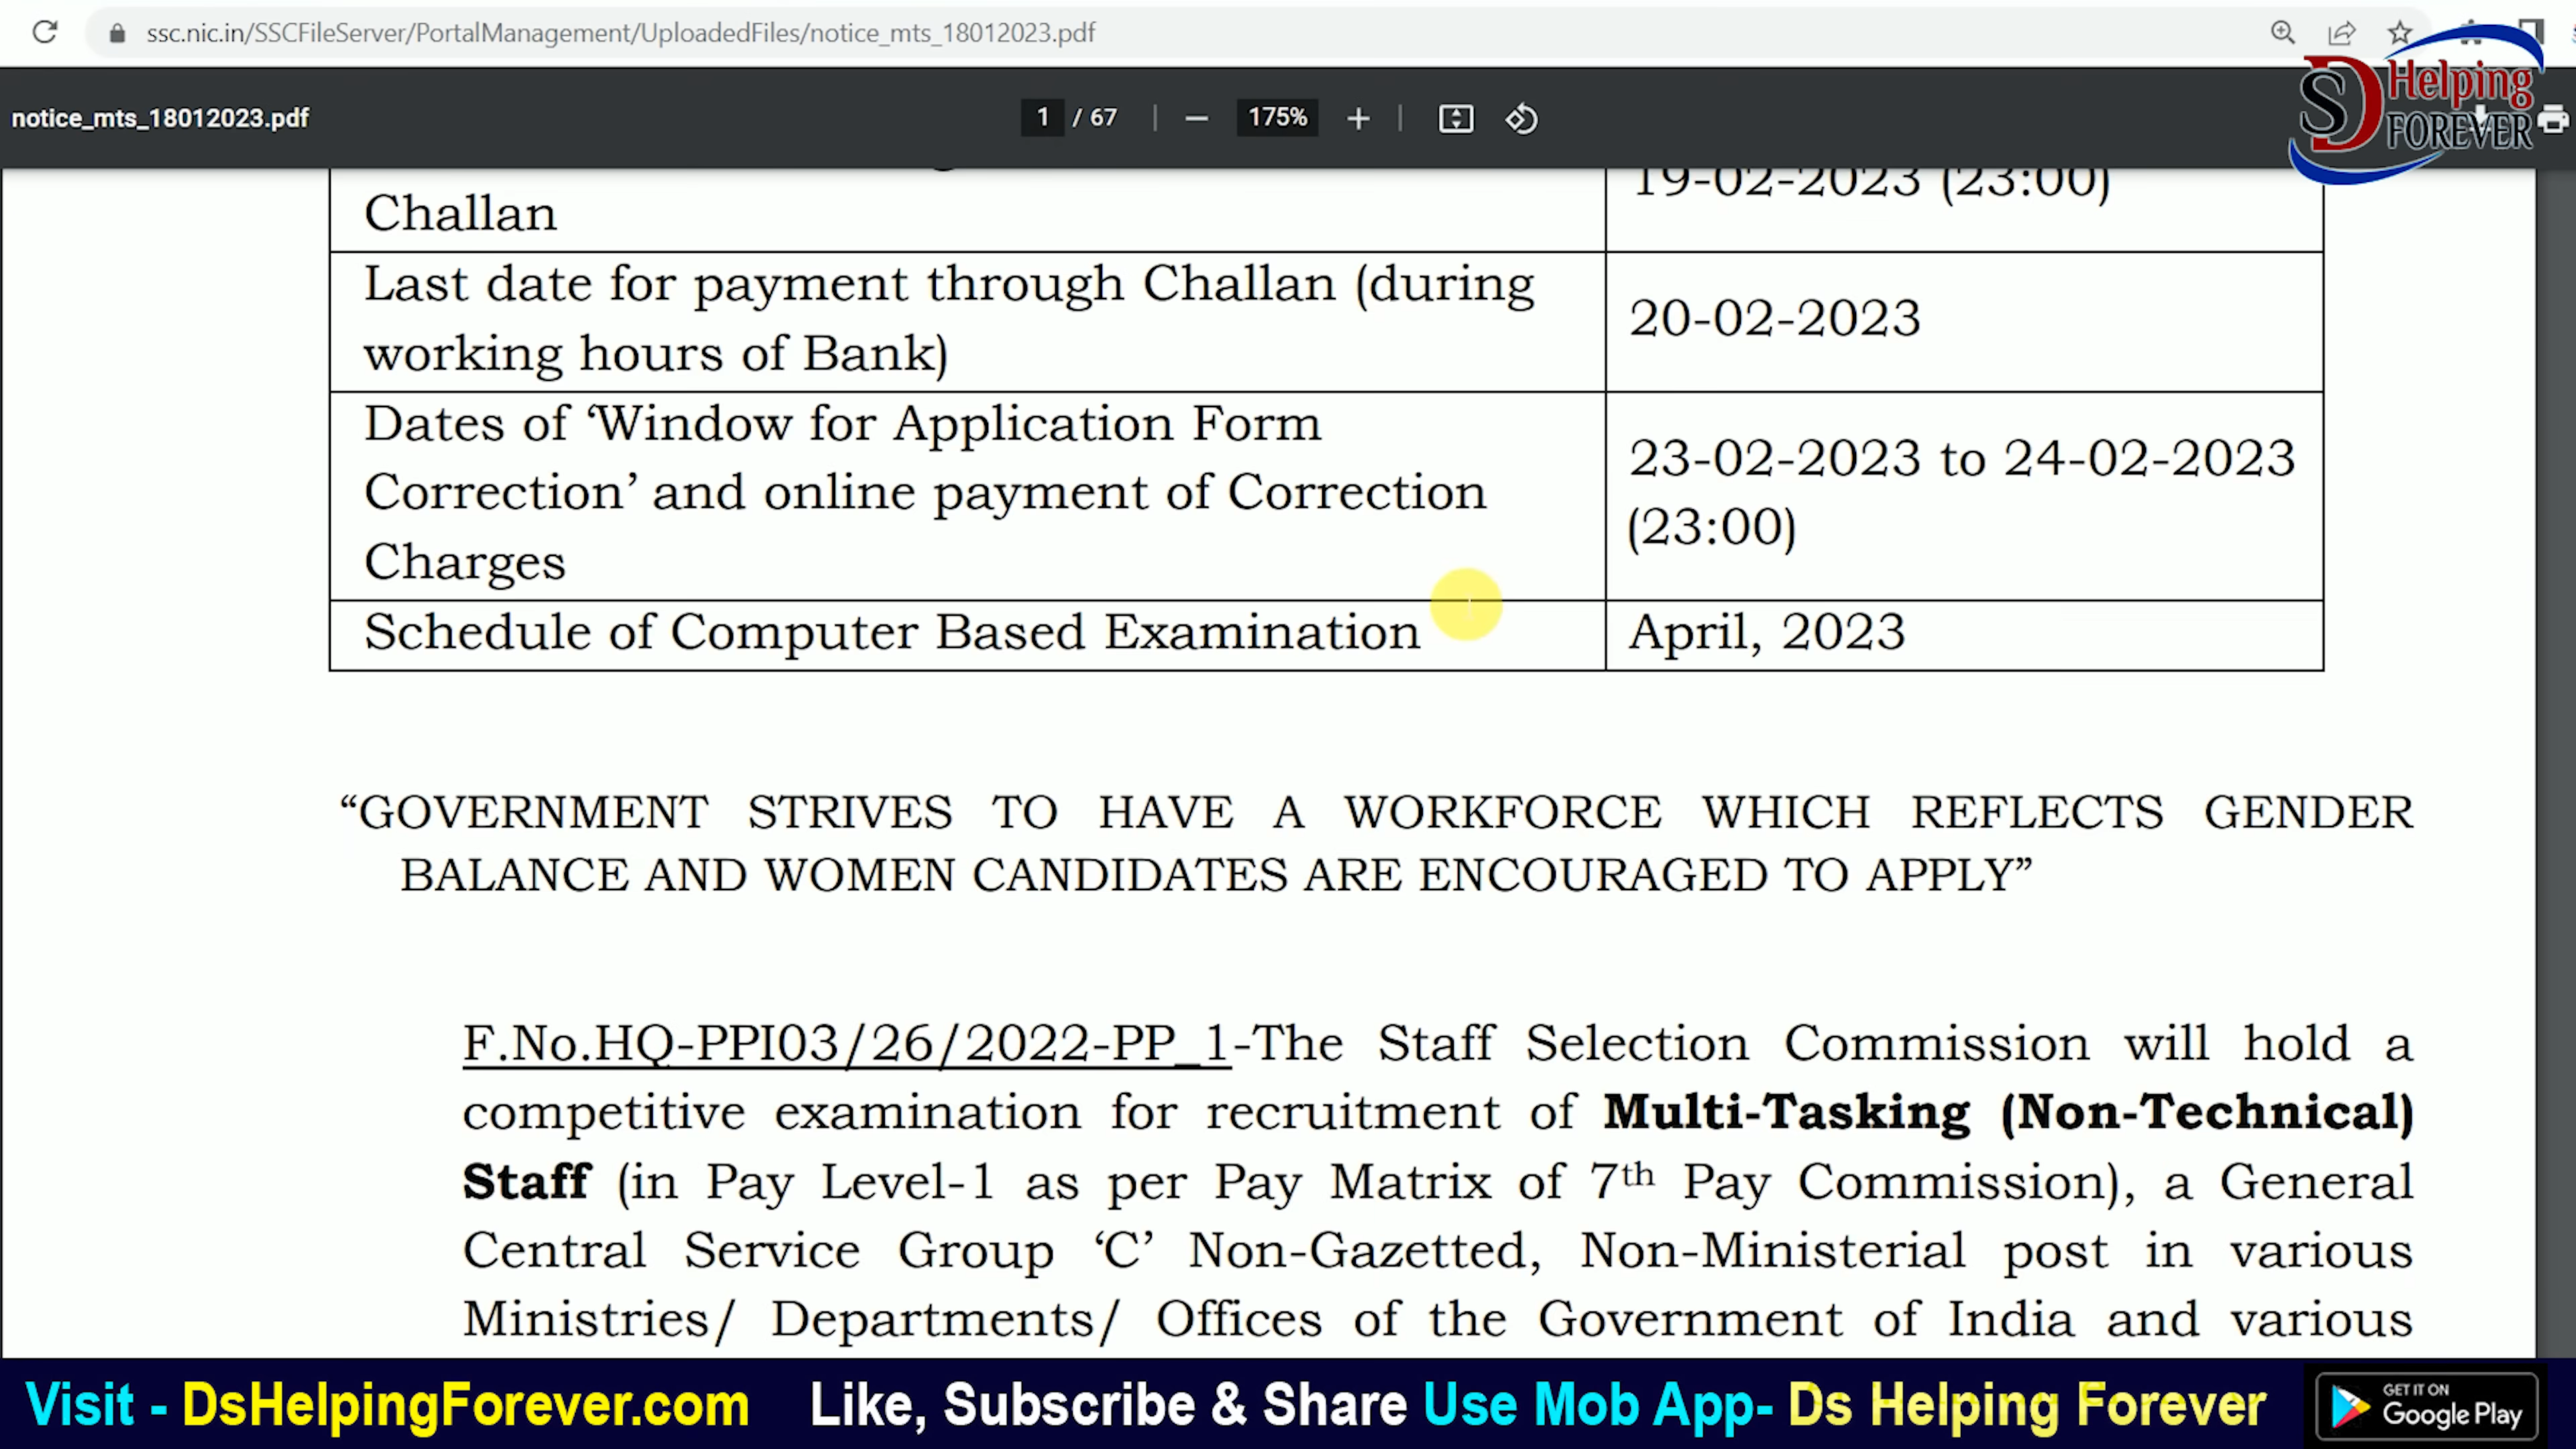 ssc.nic.in/SSCFileServer/PortalManagement/UploadedFiles/notice_mts_18012023.pdf
SD Helping
FOREVER
notice_mts_18012023.pdf
1 / 67
175%
19-02-2023 (23:00)
Challan
Last date for payment through Challan (during
working hours of Bank)
20-02-2023
Dates of ‘Window for Application Form
Correction’ and online payment of Correction
Charges
23-02-2023 to 24-02-2023
(23:00)
Schedule of Computer Based Examination
April, 2023
“GOVERNMENT STRIVES TO HAVE A WORKFORCE WHICH REFLECTS GENDER
BALANCE AND WOMEN CANDIDATES ARE ENCOURAGED TO APPLY”
F.No.HQ-PPI03/26/2022-PP_1-The Staff Selection Commission will hold a
competitive examination for recruitment of Multi-Tasking (Non-Technical)
Staff (in Pay Level-1 as per Pay Matrix of 7th Pay Commission), a General
Central Service Group ‘C’ Non-Gazetted, Non-Ministerial post in various
Ministries/ Departments/ Offices of the Government of India and various
Visit - DsHelpingForever.com
Like, Subscribe & Share Use Mob App- Ds Helping Forever
GET IT ON
Google Play